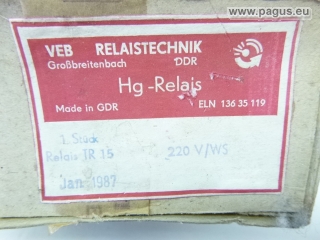 www.pagus.eu
VEB RELAISTECHNIK
Großbreitenbach DDR
Hg-Relais
Made in GDR ELN 136 35 119
1 Stück
Relais IR 15 220 V/WS
Jan 1987